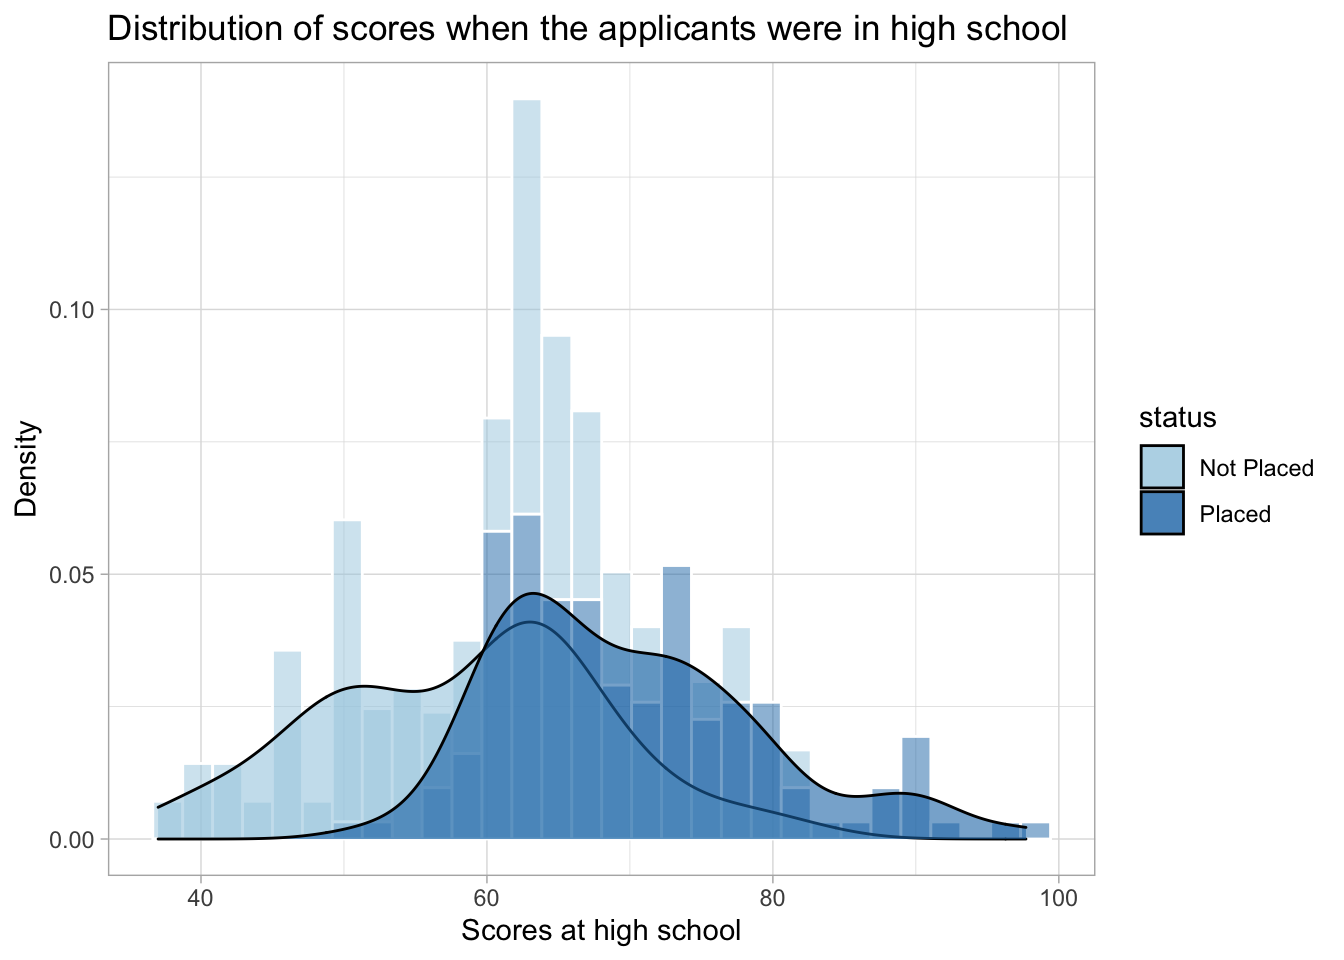 Distribution of scores when the applicants were in high school
0.10
0.05
0.00
Density
40 60 80 100
Scores at high school
status
Not Placed
Placed